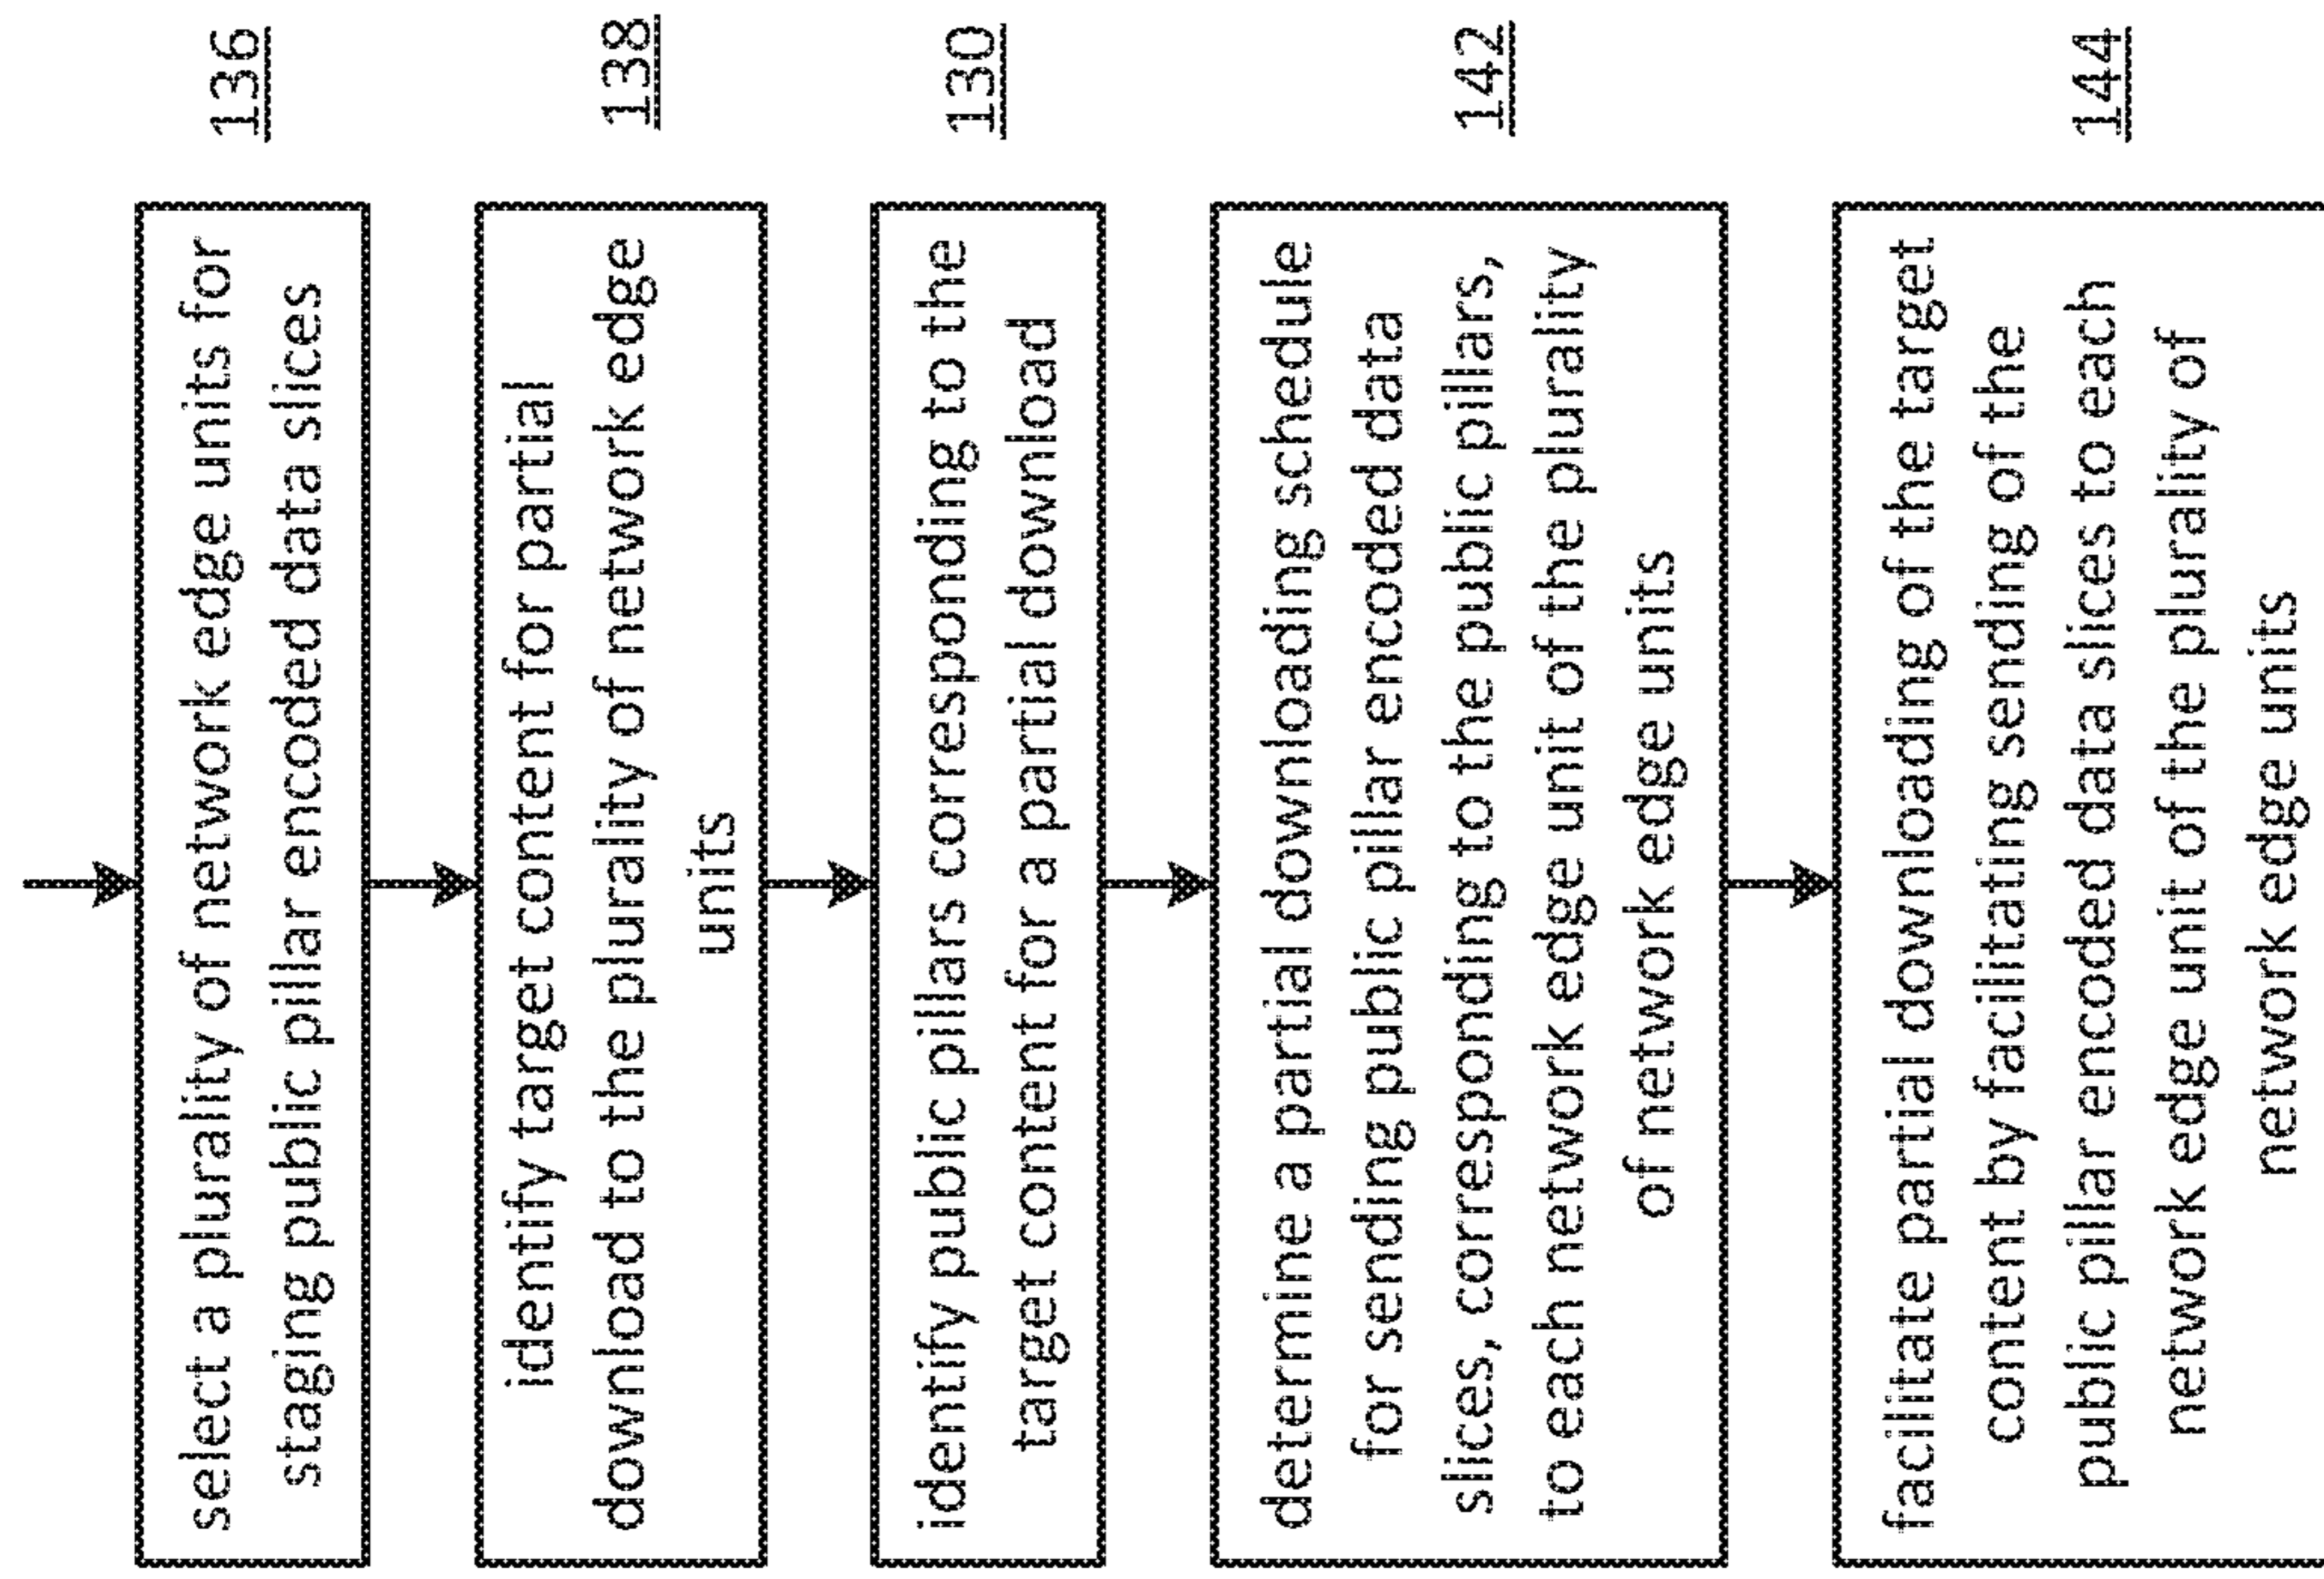 select a plurality of network edge units for
staging public pillar encoded data slices
136
identify target content for partial
download to the plurality of network edge
units
138
identify public pillars corresponding to the
target content for a partial download
130
determine a partial downloading schedule
for sending public pillar encoded data
slices, corresponding to the public pillars,
to each network edge unit of the plurality
of network edge units
142
facilitate partial downloading of the target
content by facilitating sending of the
public pillar encoded data slices to each
network edge unit of the plurality of
network edge units
144